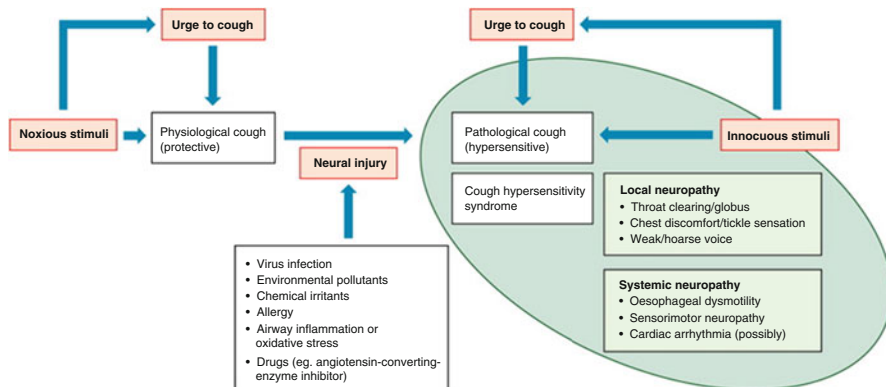 Urge to cough
Urge to cough
Noxious stimuli
Physiological cough
(protective)
Neural injury
Pathological cough
(hypersensitive)
Innocuous stimuli
Cough hypersensitivity
syndrome
Local neuropathy
• Throat clearing/globus
• Chest discomfort/tickle sensation
• Weak/hoarse voice
• Virus infection
• Environmental pollutants
• Chemical irritants
• Allergy
• Airway inflammation or
oxidative stress
• Drugs (eg. angiotensin-converting-
enzyme inhibitor)
Systemic neuropathy
• Oesophageal dysmotility
• Sensorimotor neuropathy
• Cardiac arrhythmia (possibly)